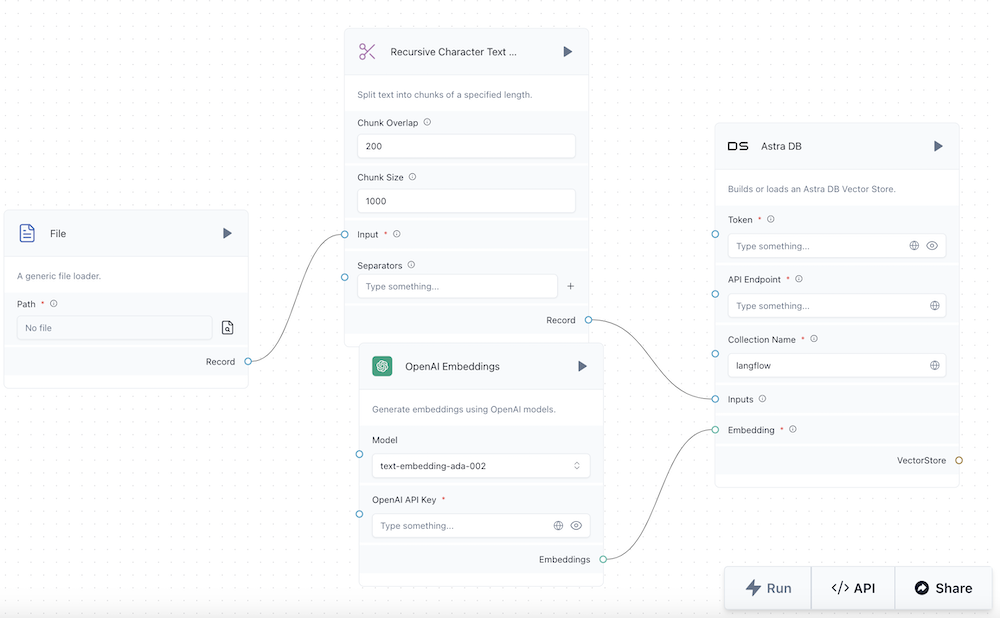 Recursive Character Text ...
Split text into chunks of a specified length.
Chunk Overlap
200
Chunk Size
1000
Input *
Separators
Type something...
Record
File
A generic file loader.
Path *
No file
Record
OpenAI Embeddings
Generate embeddings using OpenAI models.
Model
text-embedding-ada-002
OpenAI API Key *
Type something...
Embeddings
DS Astra DB
Builds or loads an Astra DB Vector Store.
Token *
Type something...
API Endpoint *
Type something...
Collection Name *
langflow
Inputs
Embedding *
VectorStore
Run
</> API
Share